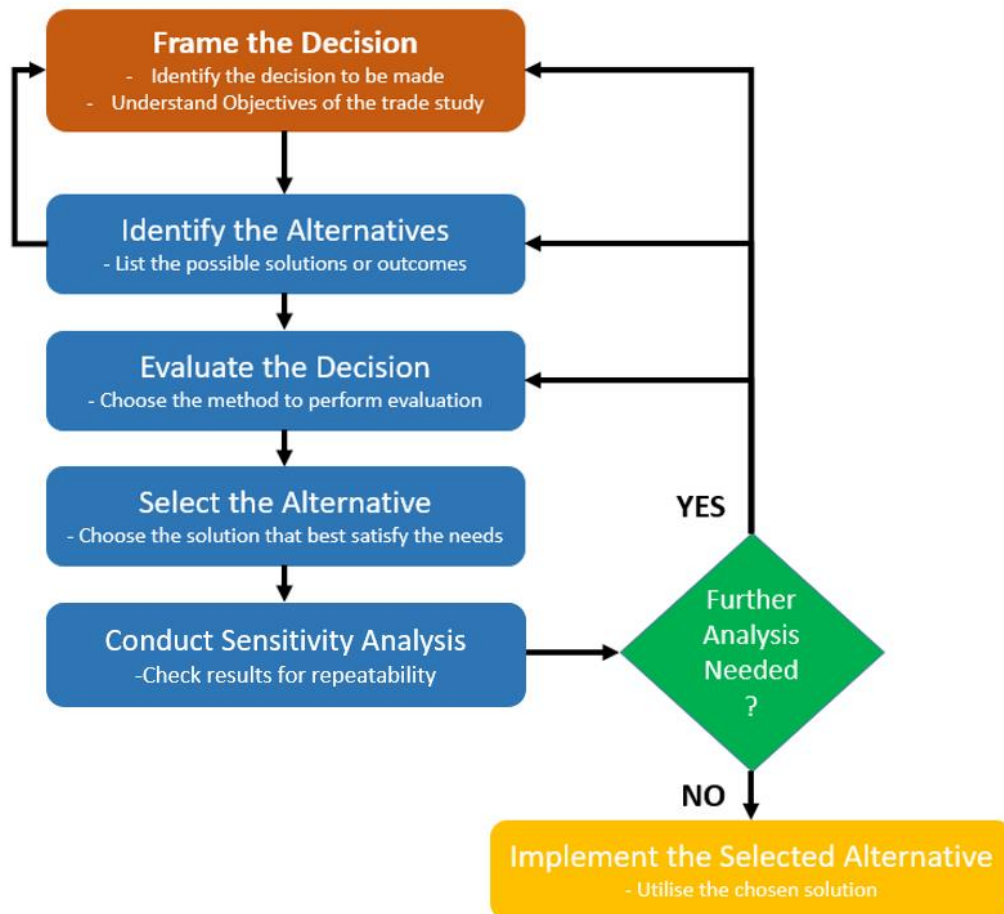 Frame the Decision
- Identify the decision to be made
- Understand Objectives of the trade study
Identify the Alternatives
- List the possible solutions or outcomes
Evaluate the Decision
- Choose the method to perform evaluation
Select the Alternative
- Choose the solution that best satisfy the needs
Conduct Sensitivity Analysis
-Check results for repeatability
YES
Further
Analysis
Needed
?
NO
Implement the Selected Alternative
- Utilise the chosen solution